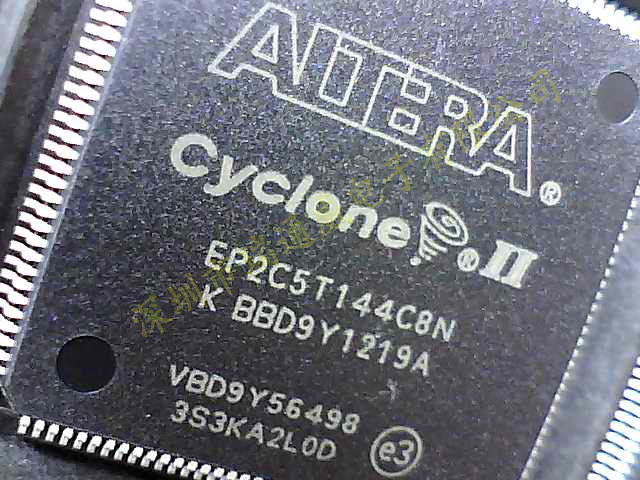 ALTERA®
Cyclone® II
EP2C5T144C8N
K BBD9Y1219A
VBD9Y56498
3S3KA2L0D e3